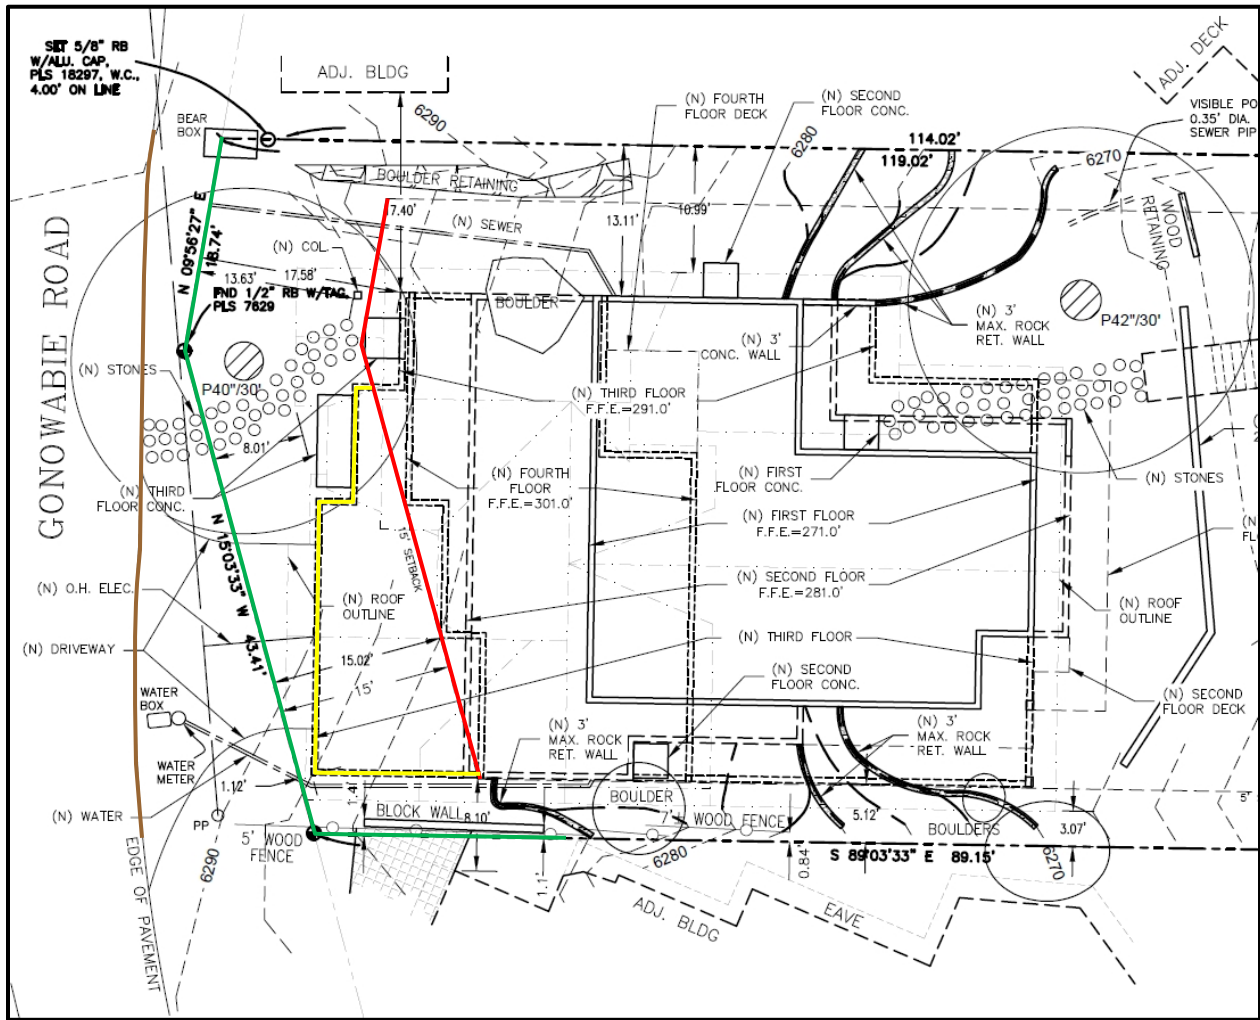 SET 5/8" RB
W/ALU. CAP,
PLS 18297, W.C.,
4.00' ON LINE
ADJ. BLDG
BEAR
BOX
6290
(N) FOURTH
FLOOR DECK
(N) SECOND
FLOOR CONC.
6280
114.02'
119.02'
ADJ. DECK
VISIBLE PO
0.35' DIA.
SEWER PIP
6270
BOULDER RETAINING
17.40'
(N) SEWER
13.11'
10.99'
WOOD
RETAINING
GONOWABIE ROAD
N 09°56'27" E
118.74'
(N) COL.
13.63'
17.58'
FND 1/2" RB W/TAG,
PLS 7629
BOULDER
(N) 3'
CONC. WALL
(N) 3'
MAX. ROCK
RET. WALL
P42"/30'
(N) STONES
P40"/30'
8.01'
(N) THIRD FLOOR
F.F.E.=291.0'
(N) THIRD
FLOOR CONC.
(N) FOURTH
FLOOR
F.F.E.=301.0'
(N) FIRST
FLOOR CONC.
(N) STONES
(N) FIRST FLOOR
F.F.E.=271.0'
(N
FLO
N 15°03'33" W 43.41'
15' SETBACK
(N) O.H. ELEC.
(N) ROOF
OUTLINE
(N) SECOND FLOOR
F.F.E.=281.0'
(N) ROOF
OUTLINE
(N) DRIVEWAY
(N) THIRD FLOOR
15.02'
15'
(N) SECOND
FLOOR CONC.
WATER
BOX
(N) SECOND
FLOOR DECK
(N) 3'
MAX. ROCK
RET. WALL
(N) 3'
MAX. ROCK
RET. WALL
WATER
METER
1.12'
(N) WATER
PP
BLOCK WALL
8.10'
BOULDER
7' WOOD FENCE
5.12'
BOULDERS
3.07'
5'
5' WOOD
FENCE
6290
EDGE OF PAVEMENT
6280
0.84'
S 89°03'33" E 89.15'
6270
ADJ. BLDG
EAVE